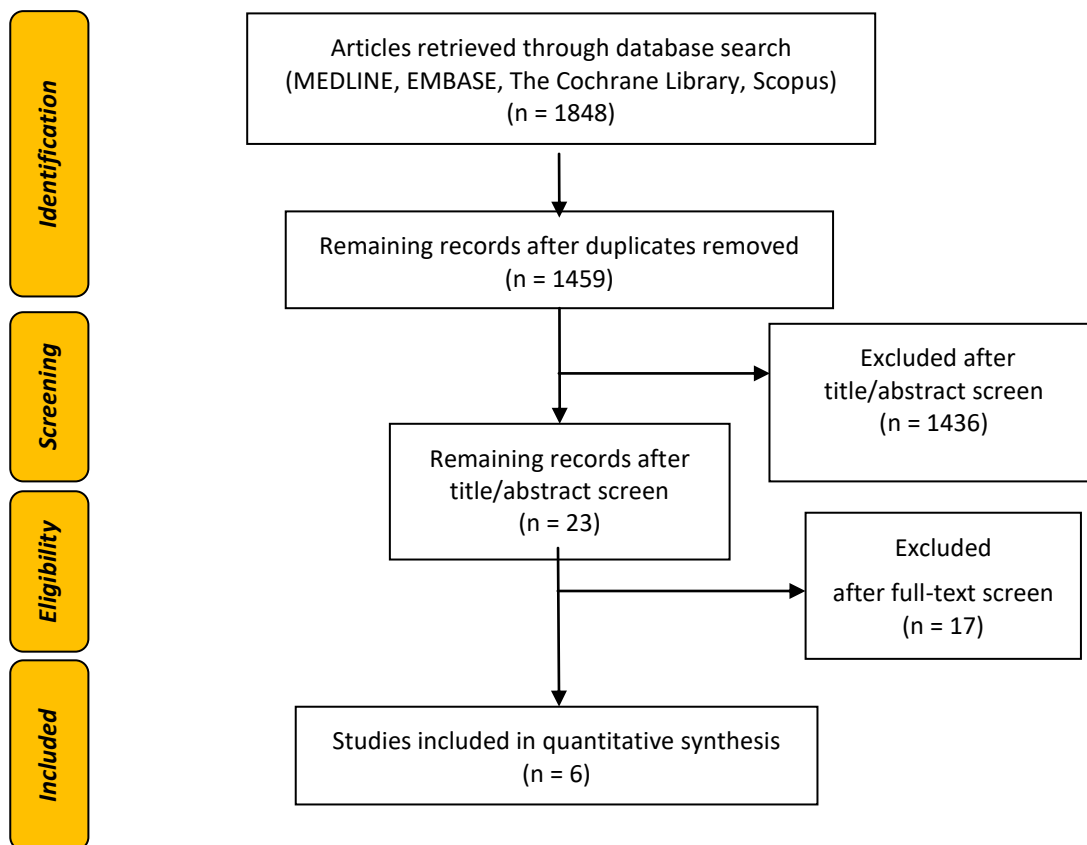 Identification
Articles retrieved through database search
(MEDLINE, EMBASE, The Cochrane Library, Scopus)
(n = 1848)
Remaining records after duplicates removed
(n = 1459)
Screening
Excluded after
title/abstract screen
(n = 1436)
Remaining records after
title/abstract screen
(n = 23)
Eligibility
Excluded
after full-text screen
(n = 17)
Included
Studies included in quantitative synthesis
(n = 6)